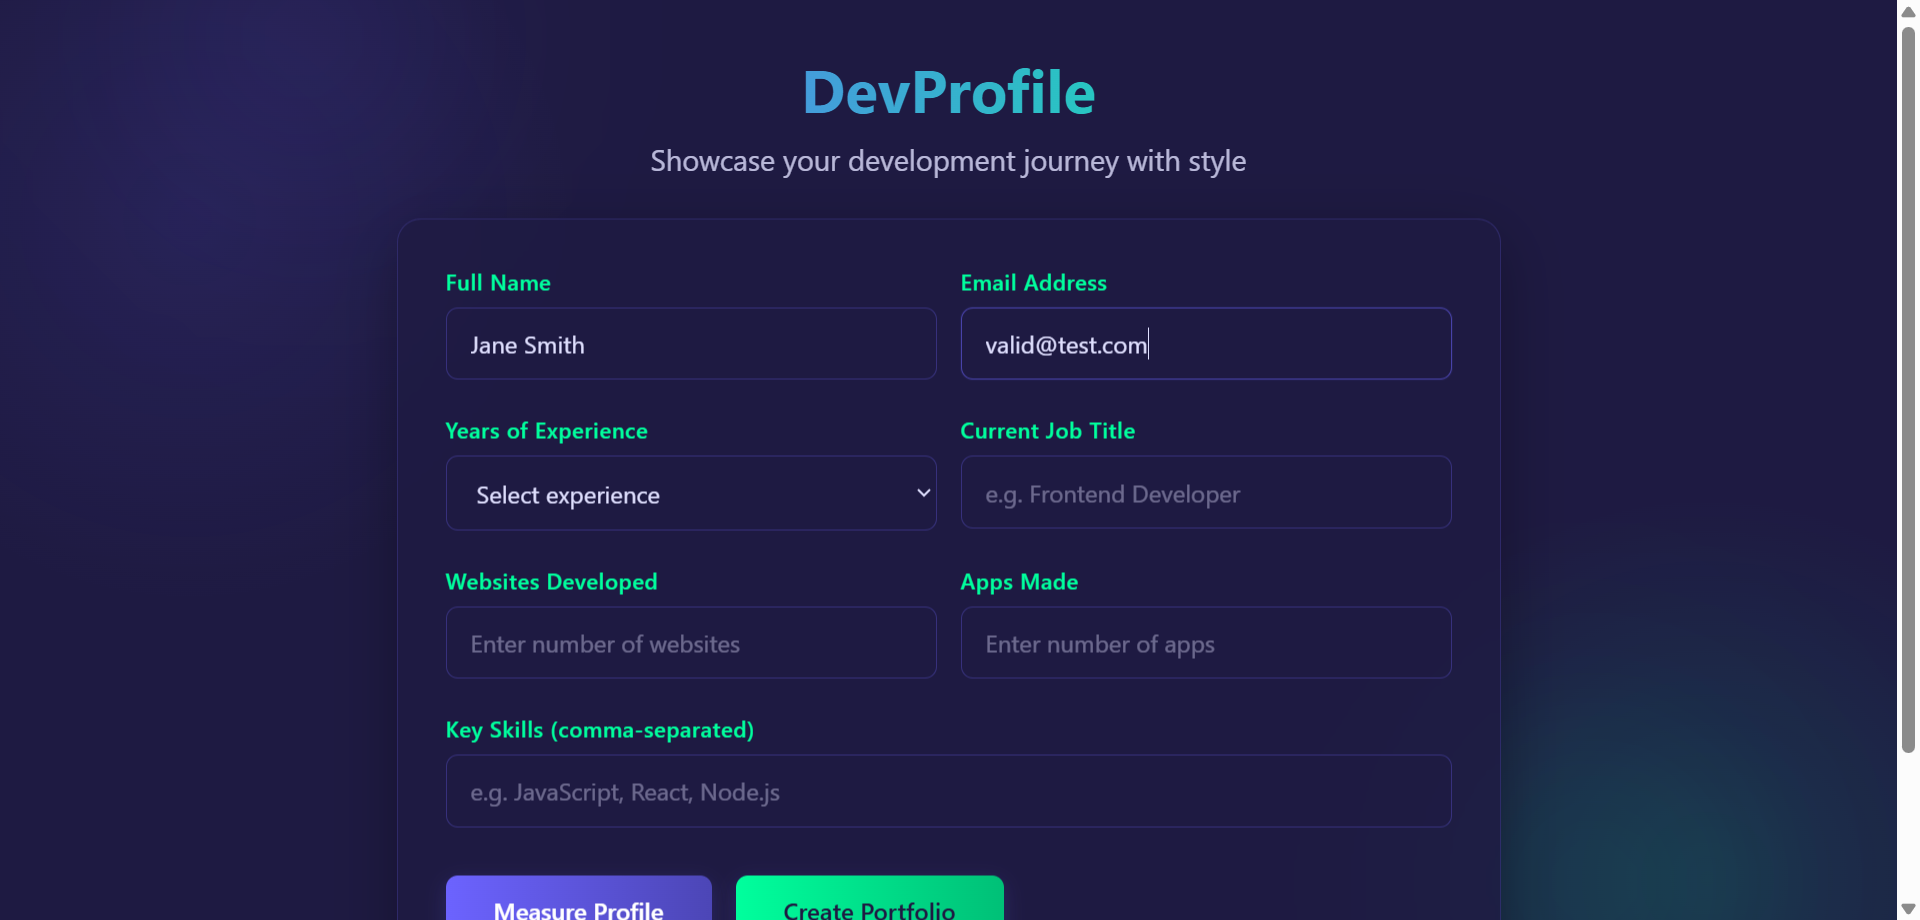 DevProfile
Showcase your development journey with style
Full Name
Email Address
Jane Smith
valid@test.com
Years of Experience
Current Job Title
Select experience
e.g. Frontend Developer
Websites Developed
Apps Made
Enter number of websites
Enter number of apps
Key Skills (comma-separated)
e.g. JavaScript, React, Node.js
Measure Profile
Create Portfolio